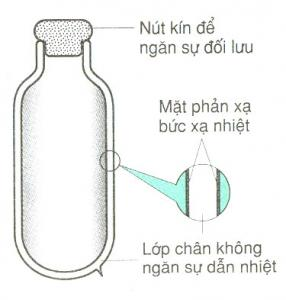 Nút kín để
ngăn sự đối lưu
Mặt phản xạ
bức xạ nhiệt
Lớp chân không
ngăn sự dẫn nhiệt